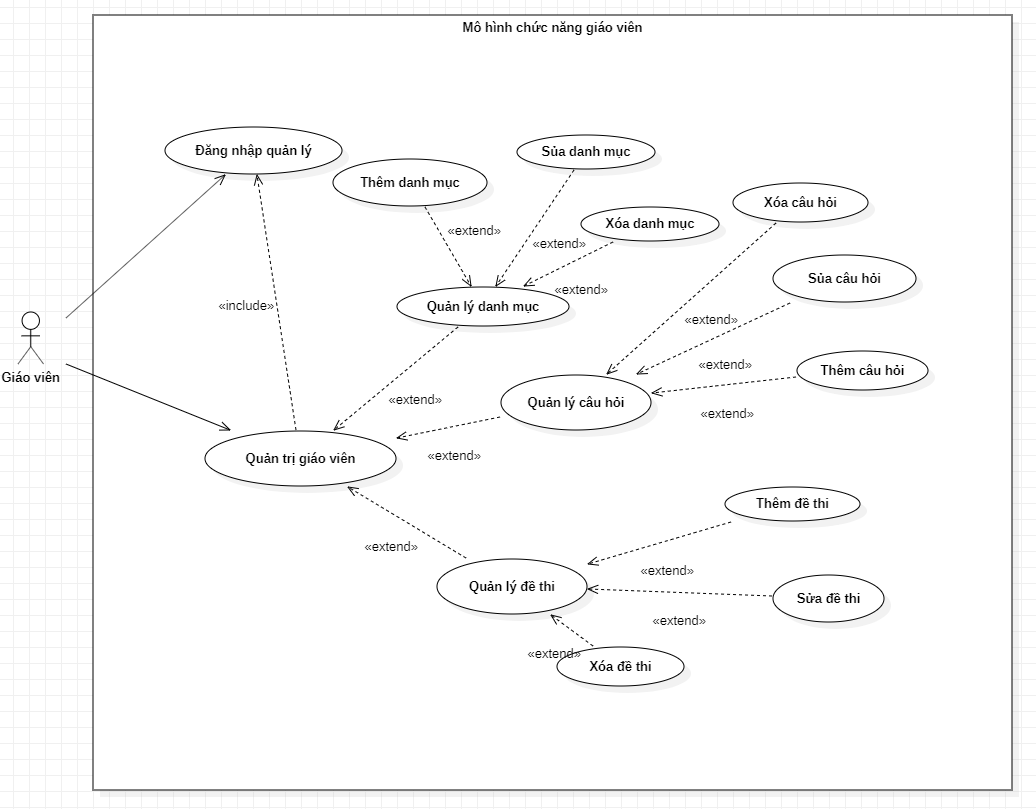 Mô hình chức năng giáo viên
Đăng nhập quản lý
Sủa danh mục
Thêm danh mục
Xóa câu hỏi
Xóa danh mục
«extend»
«extend»
Sủa câu hỏi
«extend»
«include»
Quản lý danh mục
«extend»
Giáo viên
«extend»
Thêm câu hỏi
«extend»
Quản lý câu hỏi
«extend»
«extend»
Quản trị giáo viên
Thêm đề thi
«extend»
«extend»
Quản lý đề thi
Sửa đề thi
«extend»
«extend»
Xóa đề thi